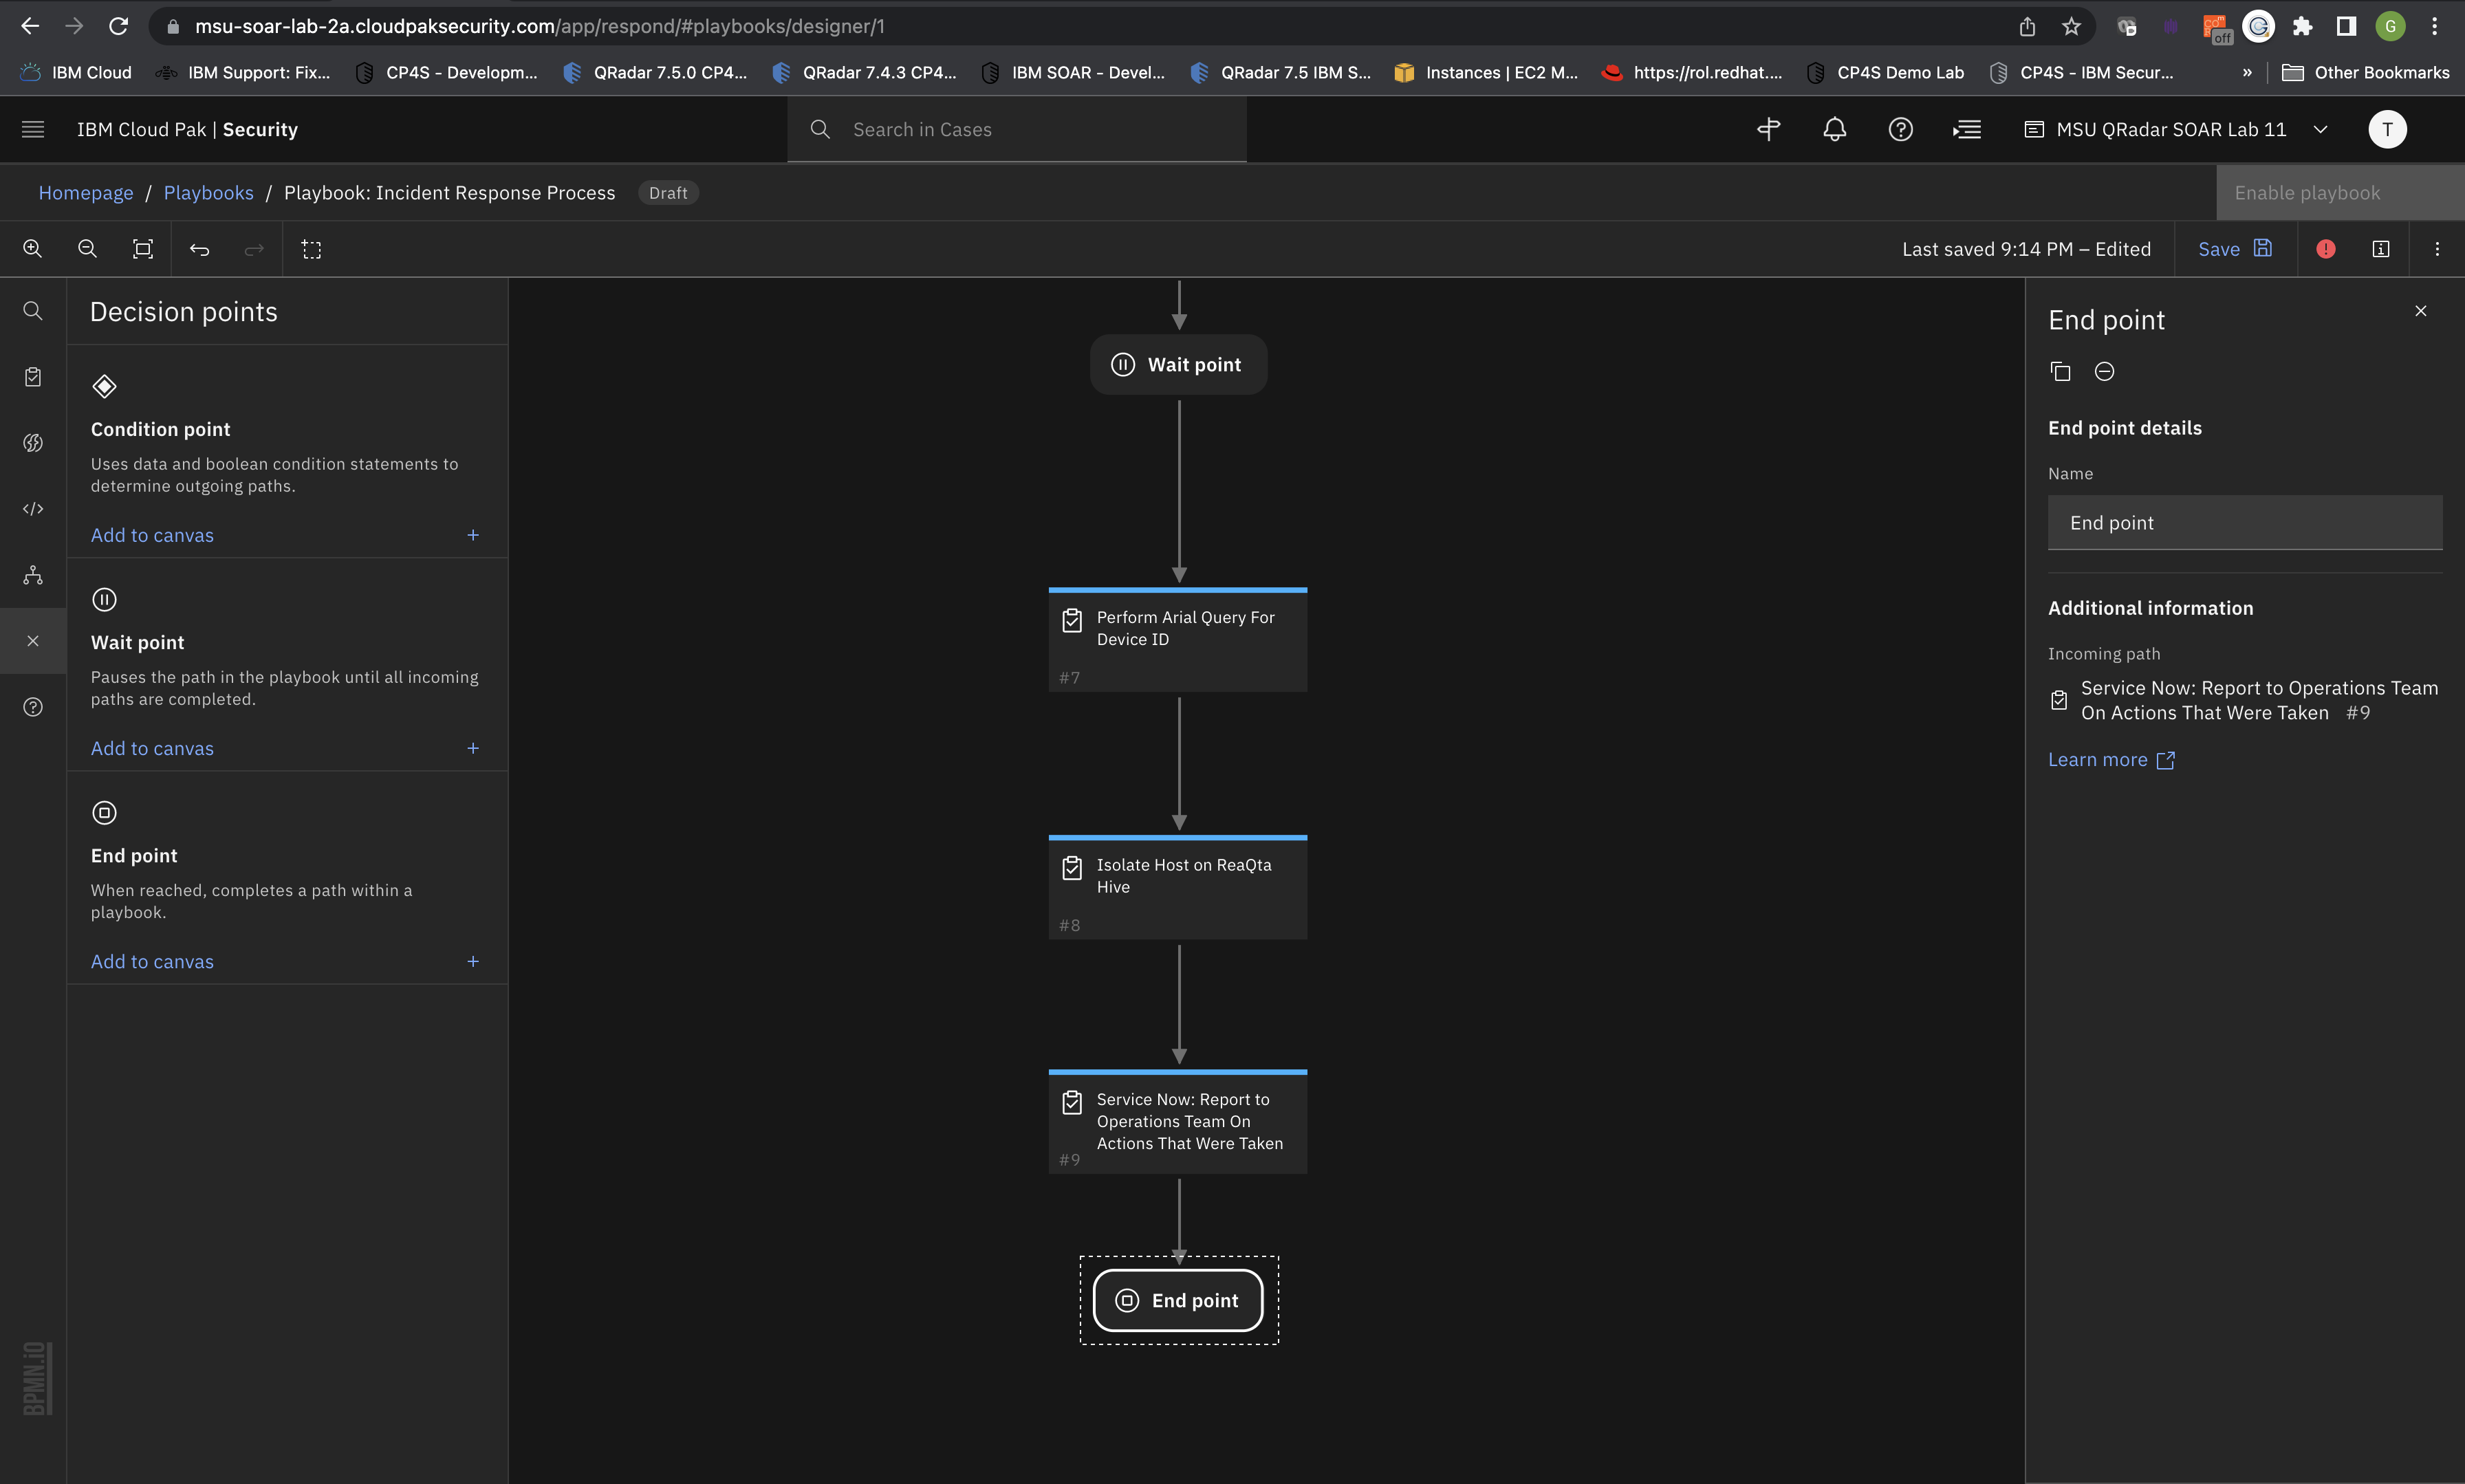 msu-soar-lab-2a.cloudpaksecurity.com/app/respond/#playbooks/designer/1
off
G
IBM Cloud
IBM Support: Fix...
CP4S - Developm...
QRadar 7.5.0 CP4...
QRadar 7.4.3 CP4...
IBM SOAR - Devel...
QRadar 7.5 IBM S...
Instances | EC2 M...
https://rol.redhat....
CP4S Demo Lab
CP4S - IBM Secur...
»
Other Bookmarks
IBM Cloud Pak | Security
Search in Cases
MSU QRadar SOAR Lab 11
T
Homepage / Playbooks / Playbook: Incident Response Process
Draft
Enable playbook
Last saved 9:14 PM – Edited
Save
Decision points
Condition point
Uses data and boolean condition statements to
determine outgoing paths.
Add to canvas +
Wait point
Pauses the path in the playbook until all incoming
paths are completed.
Add to canvas +
End point
When reached, completes a path within a
playbook.
Add to canvas +
BPMN.iO
Wait point
Perform Arial Query For
Device ID
#7
Isolate Host on ReaQta
Hive
#8
Service Now: Report to
Operations Team On
Actions That Were Taken
#9
End point
End point
End point details
Name
End point
Additional information
Incoming path
Service Now: Report to Operations Team
On Actions That Were Taken #9
Learn more